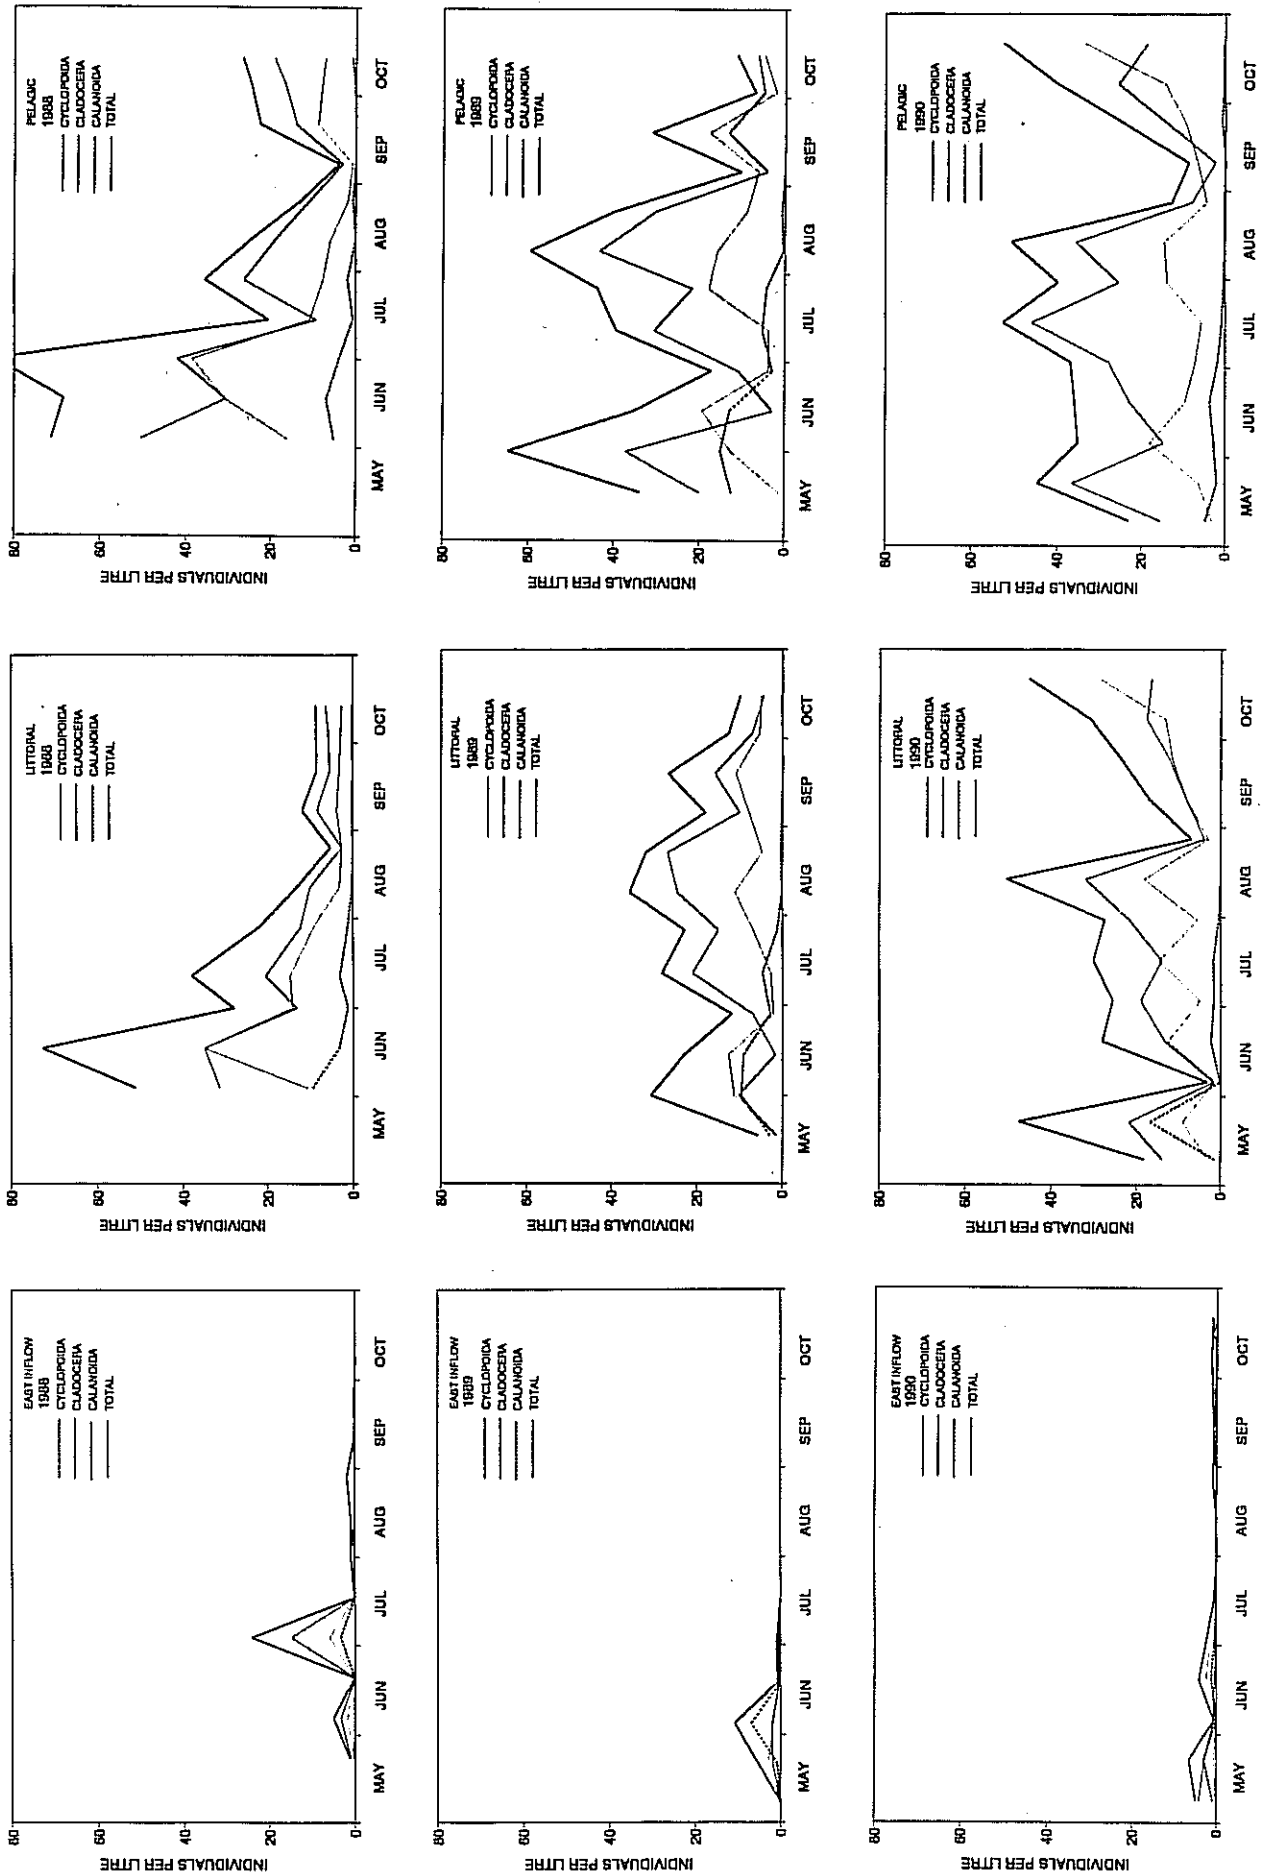 EAST INFLOW
1988
CYCLOPOIDA
CLADOCERA
CALANOIDA
TOTAL
INDIVIDUALS PER LITRE
80
60
40
20
0
MAY JUN JUL AUG SEP OCT
LITTORAL
1988
CYCLOPOIDA
CLADOCERA
CALANOIDA
TOTAL
INDIVIDUALS PER LITRE
80
60
40
20
0
MAY JUN JUL AUG SEP OCT
PELAGIC
1988
CYCLOPOIDA
CLADOCERA
CALANOIDA
TOTAL
INDIVIDUALS PER LITRE
80
60
40
20
0
MAY JUN JUL AUG SEP OCT
EAST INFLOW
1989
CYCLOPOIDA
CLADOCERA
CALANOIDA
TOTAL
INDIVIDUALS PER LITRE
80
60
40
20
0
MAY JUN JUL AUG SEP OCT
LITTORAL
1989
CYCLOPOIDA
CLADOCERA
CALANOIDA
TOTAL
INDIVIDUALS PER LITRE
80
60
40
20
0
MAY JUN JUL AUG SEP OCT
PELAGIC
1989
CYCLOPOIDA
CLADOCERA
CALANOIDA
TOTAL
INDIVIDUALS PER LITRE
80
60
40
20
0
MAY JUN JUL AUG SEP OCT
EAST INFLOW
1990
CYCLOPOIDA
CLADOCERA
CALANOIDA
TOTAL
INDIVIDUALS PER LITRE
80
60
40
20
0
MAY JUN JUL AUG SEP OCT
LITTORAL
1990
CYCLOPOIDA
CLADOCERA
CALANOIDA
TOTAL
INDIVIDUALS PER LITRE
80
60
40
20
0
MAY JUN JUL AUG SEP OCT
PELAGIC
1990
CYCLOPOIDA
CLADOCERA
CALANOIDA
TOTAL
INDIVIDUALS PER LITRE
80
60
40
20
0
MAY JUN JUL AUG SEP OCT